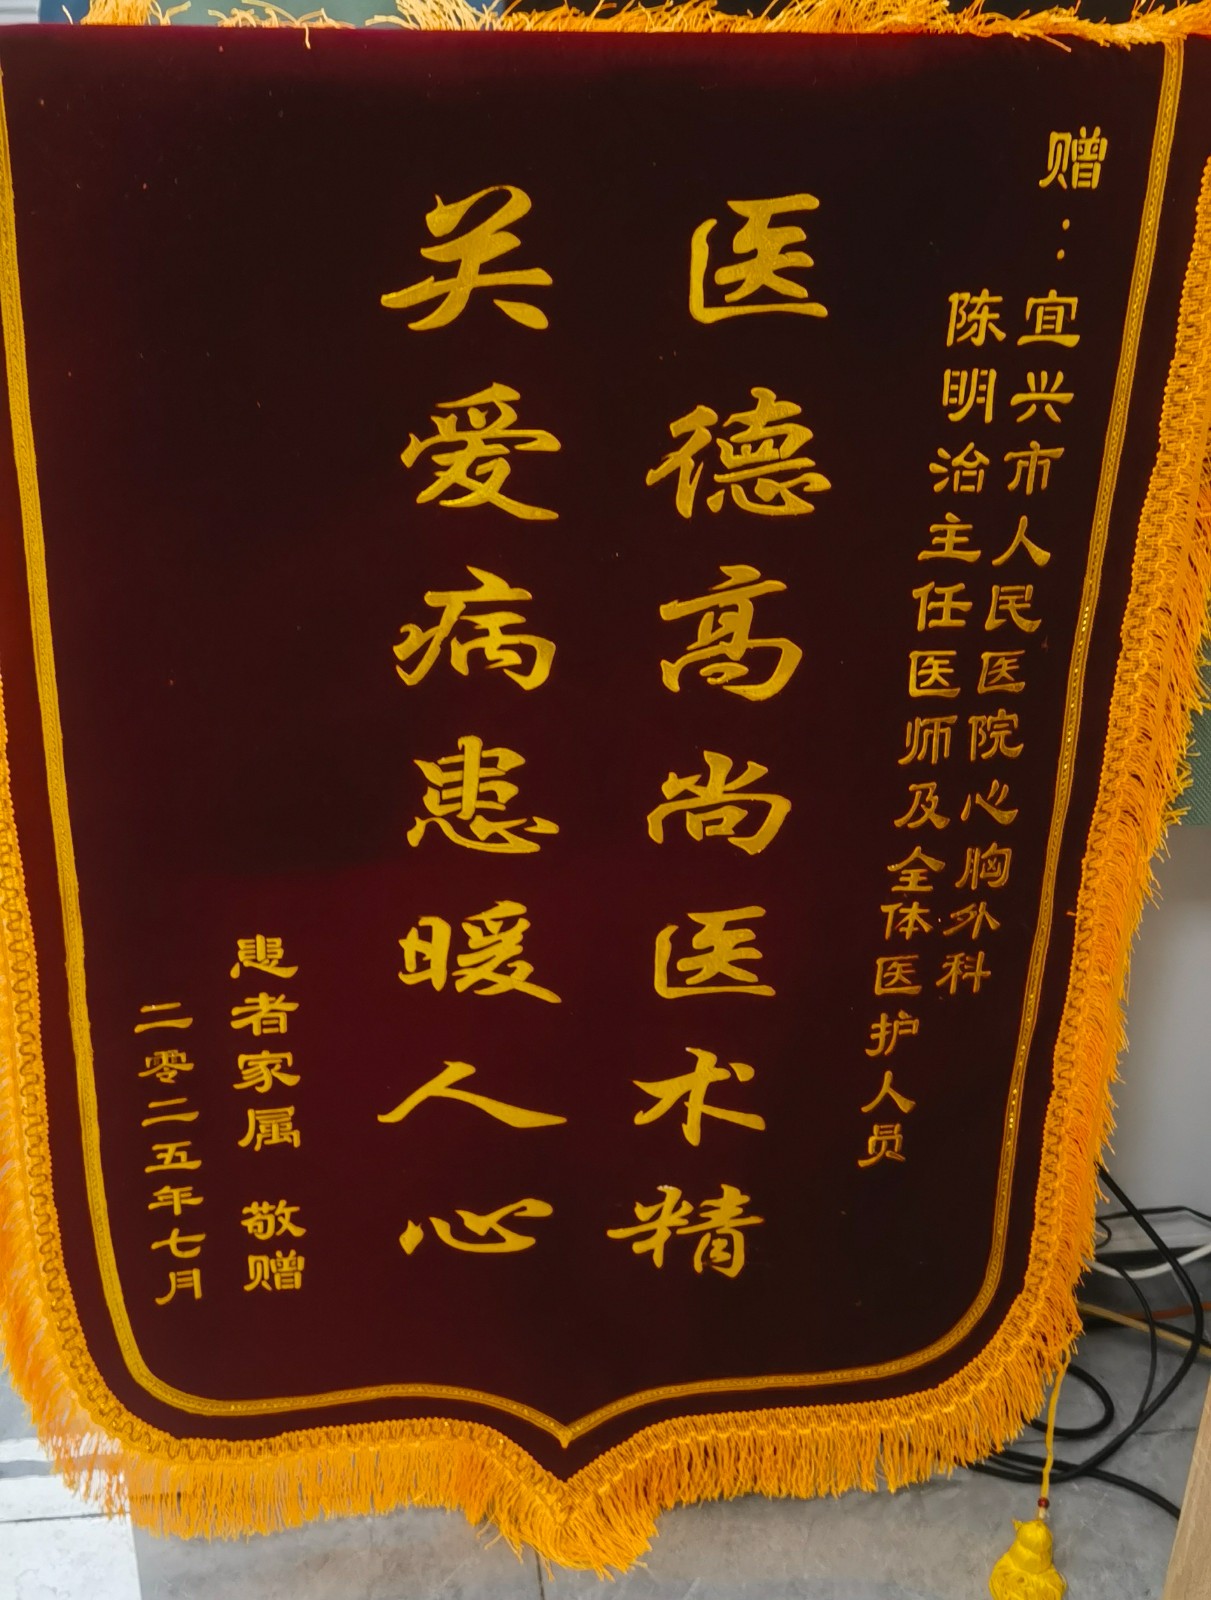 赠：宜兴市人民医院心胸外科
陈明治主任医师及全体医护人员
医德高尚医术精
关爱病患暖人心
患者家属 敬赠
二零二五年七月